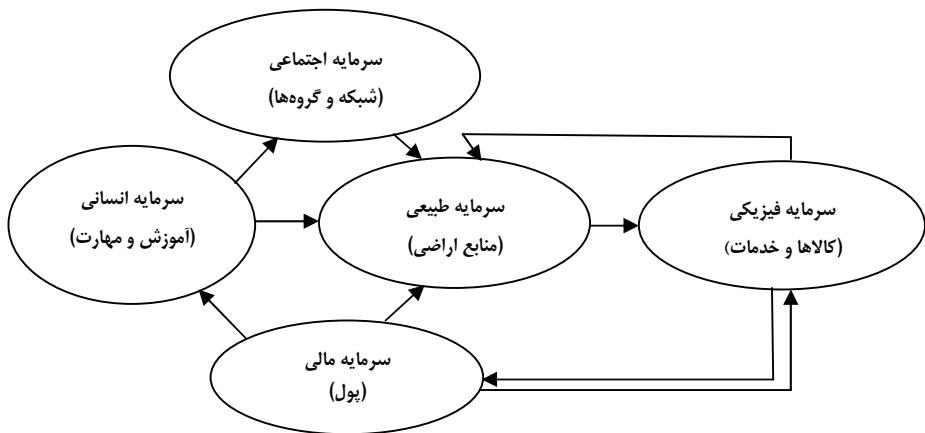 سرمایه اجتماعی
(شبکه و گروه‌ها)
سرمایه انسانی
(آموزش و مهارت)
سرمایه طبیعی
(منابع اراضی)
سرمایه فیزیکی
(کالاها و خدمات)
سرمایه مالی
(پول)